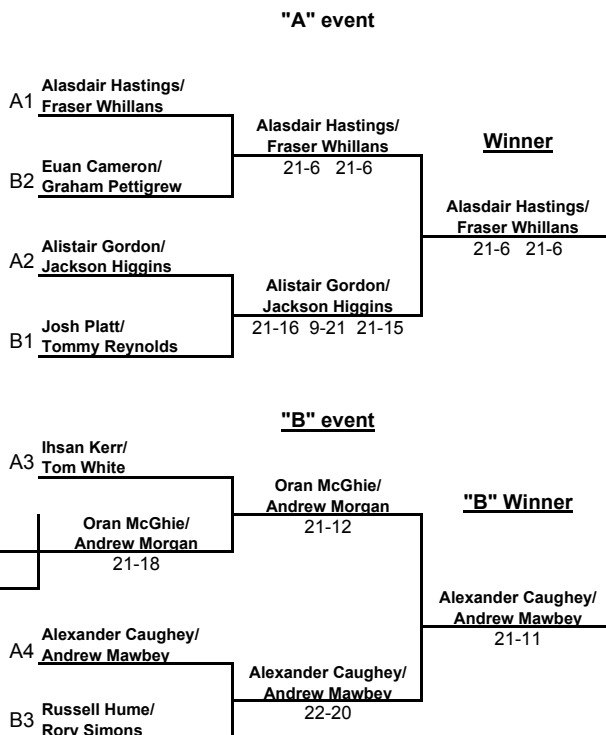 "A" event
Alasdair Hastings/
A1 Fraser Whillans
Alasdair Hastings/
Fraser Whillans
21-6 21-6
Winner
Euan Cameron/
B2 Graham Pettigrew
Alasdair Hastings/
Fraser Whillans
21-6 21-6
Alistair Gordon/
A2 Jackson Higgins
Alistair Gordon/
Jackson Higgins
21-16 9-21 21-15
Josh Platt/
B1 Tommy Reynolds
"B" event
Ihsan Kerr/
A3 Tom White
Oran McGhie/
Andrew Morgan
21-12
"B" Winner
Oran McGhie/
Andrew Morgan
21-18
Alexander Caughey/
Andrew Mawbey
21-11
Alexander Caughey/
A4 Andrew Mawbey
Alexander Caughey/
Andrew Mawbey
22-20
Russell Hume/
B3 Rory Simons